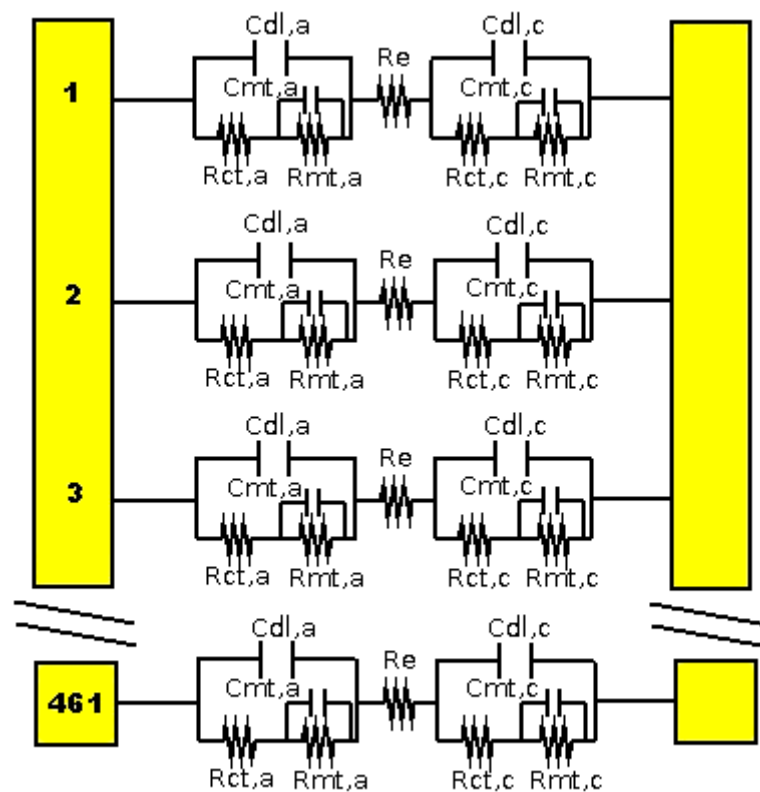 Cdl,a Cdl,c
Re
1 Cmt,a Cmt,c
Rct,a Rmt,a Rct,c Rmt,c
Cdl,a Cdl,c
Re
2 Cmt,a Cmt,c
Rct,a Rmt,a Rct,c Rmt,c
Cdl,a Cdl,c
Re
3 Cmt,a Cmt,c
Rct,a Rmt,a Rct,c Rmt,c
Cdl,a Cdl,c
Re
461 Cmt,a Cmt,c
Rct,a Rmt,a Rct,c Rmt,c